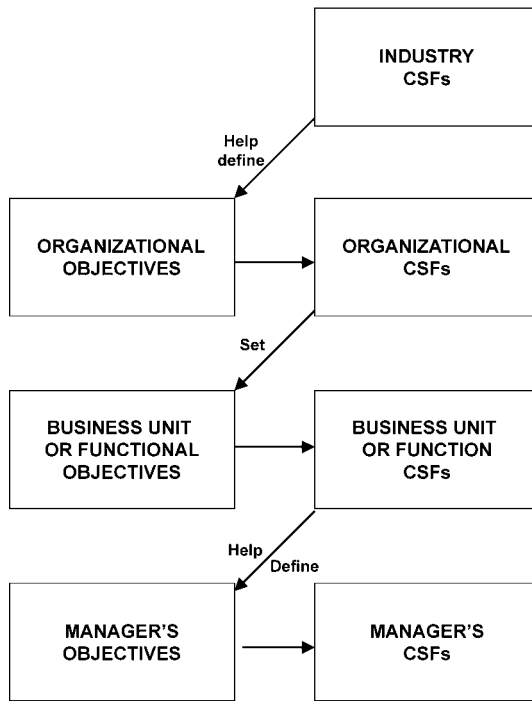 INDUSTRY
CSFs
Help
define
ORGANIZATIONAL
OBJECTIVES
ORGANIZATIONAL
CSFs
Set
BUSINESS UNIT
OR FUNCTIONAL
OBJECTIVES
BUSINESS UNIT
OR FUNCTION
CSFs
Help
Define
MANAGER’S
OBJECTIVES
MANAGER’S
CSFs